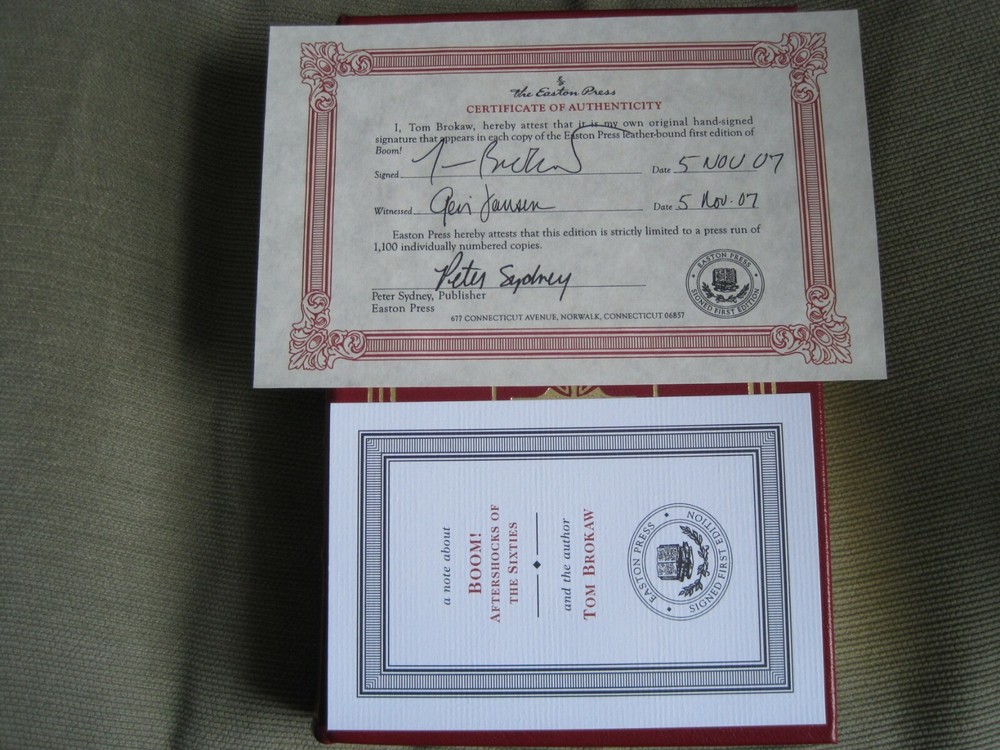 The Easton Press
CERTIFICATE OF AUTHENTICITY
I, Tom Brokaw, hereby attest that it is my own original hand-signed
signature that appears in each copy of the Easton Press leather-bound first edition of
Boom!
Signed Date 5 NOV 07
Witnessed Date 5 Nov. 07
Easton Press hereby attests that this edition is strictly limited to a press run of
1,100 individually numbered copies.
Peter Sydney
Peter Sydney, Publisher
Easton Press
677 CONNECTICUT AVENUE, NORWALK, CONNECTICUT 06857
EASTON PRESS
SIGNED FIRST EDITION
a note about
BOOM!
AFTERSHOCKS OF
THE SIXTIES
and the author
TOM BROKAW
EASTON PRESS
SIGNED FIRST EDITION